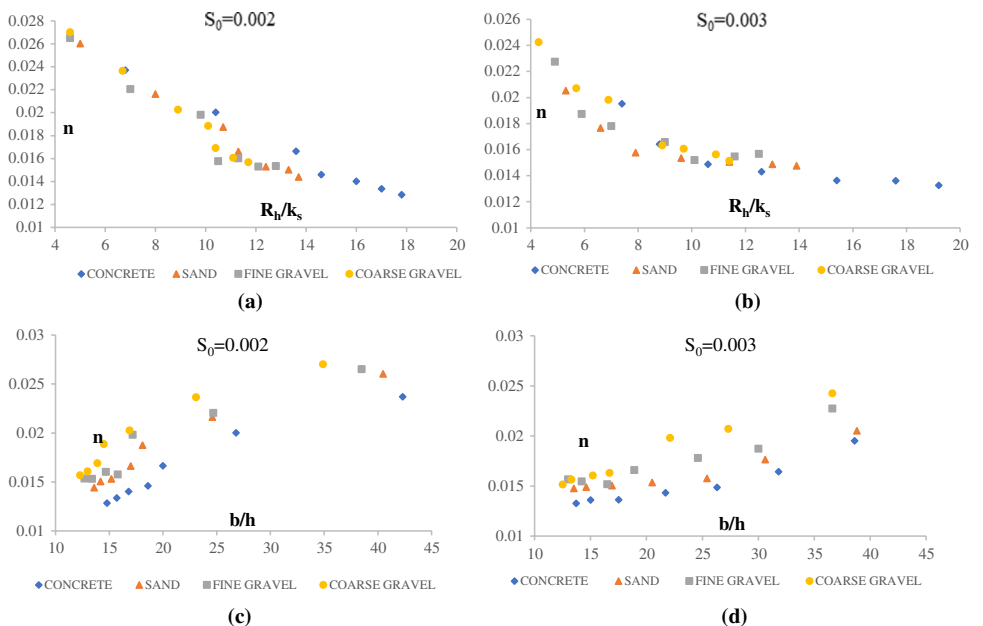 S₀=0.002
0.028
0.026
0.024
0.022
0.02
0.018
0.016
0.014
0.012
0.01
n
R_h/k_s
4 6 8 10 12 14 16 18 20
CONCRETE SAND FINE GRAVEL COARSE GRAVEL
(a)
S₀=0.003
0.026
0.024
0.022
0.02
0.018
0.016
0.014
0.012
0.01
n
R_h/k_s
4 6 8 10 12 14 16 18 20
CONCRETE SAND FINE GRAVEL COARSE GRAVEL
(b)
S₀=0.002
0.03
0.025
0.02
0.015
0.01
n
b/h
10 15 20 25 30 35 40 45
CONCRETE SAND FINE GRAVEL COARSE GRAVEL
(c)
S₀=0.003
0.03
0.025
0.02
0.015
0.01
n
b/h
10 15 20 25 30 35 40 45
CONCRETE SAND FINE GRAVEL COARSE GRAVEL
(d)